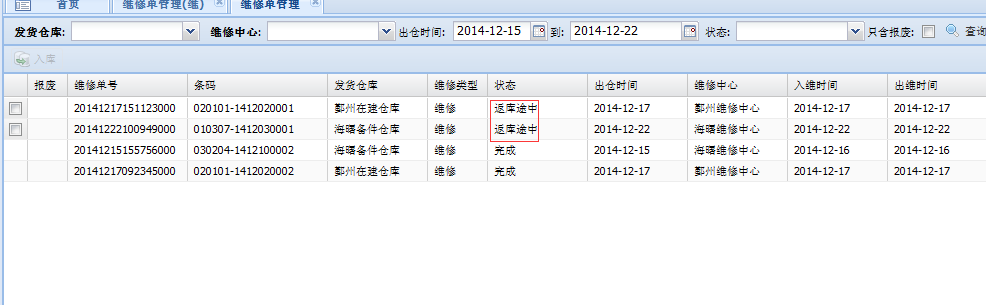 首页 维修单管理(维) 维修单管理
发货仓库: 维修中心: 出仓时间: 2014-12-15 到: 2014-12-22 状态: 只含报废: 查询
入库
报废 维修单号 条码 发货仓库 维修类型 状态 出仓时间 维修中心 入维时间 出维时间
20141217151123000 020101-1412020001 鄞州在建仓库 维修 返库途中 2014-12-17 鄞州维修中心 2014-12-17 2014-12-17
20141222100949000 010307-1412030001 海曙备件仓库 维修 返库途中 2014-12-22 海曙维修中心 2014-12-22 2014-12-22
20141215155756000 030204-1412100002 海曙备件仓库 维修 完成 2014-12-15 海曙维修中心 2014-12-16 2014-12-16
20141217092345000 020101-1412020002 鄞州在建仓库 维修 完成 2014-12-17 鄞州维修中心 2014-12-17 2014-12-17